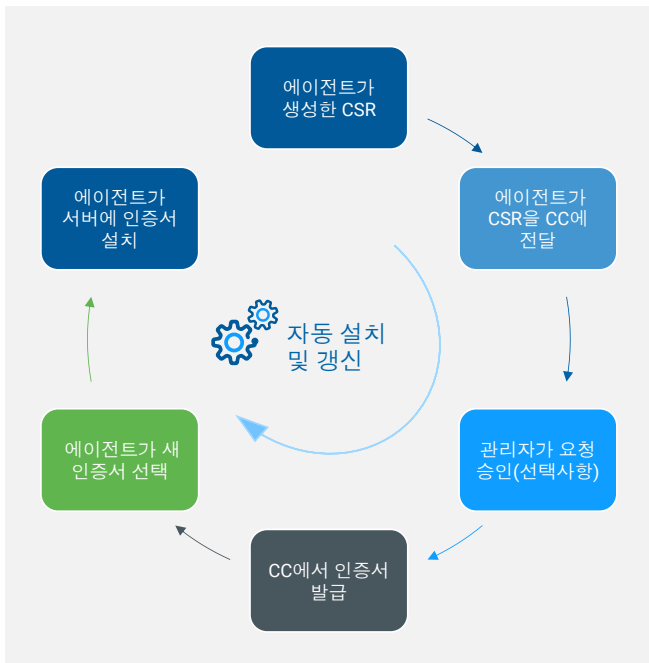 에이전트가
생성한 CSR
에이전트가
CSR을 CC에
전달
관리자가 요청
승인(선택사항)
CC에서 인증서
발급
에이전트가 새
인증서 선택
에이전트가
서버에 인증서
설치
자동 설치
및 갱신